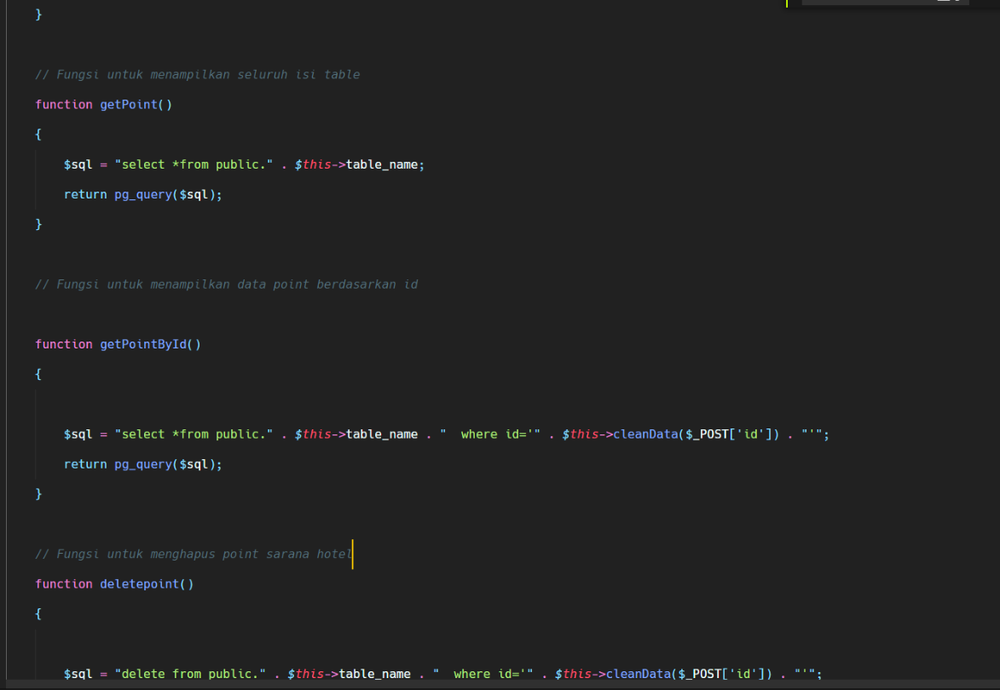 }
// Fungsi untuk menampilkan seluruh isi table
function getPoint()
{
$sql = "select *from public." . $this->table_name;
return pg_query($sql);
}
// Fungsi untuk menampilkan data point berdasarkan id
function getPointById()
{
$sql = "select *from public." . $this->table_name . "  where id='" . $this->cleanData($_POST['id']) . "'";
return pg_query($sql);
}
// Fungsi untuk menghapus point sarana hotel
function deletepoint()
{
$sql = "delete from public." . $this->table_name . "  where id='" . $this->cleanData($_POST['id']) . "'";